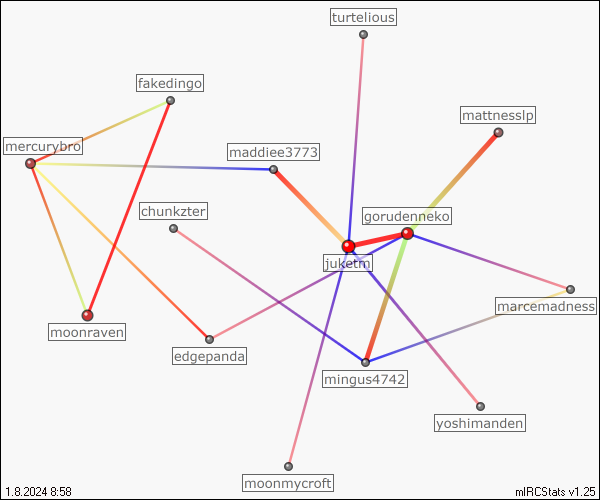 turtelious
fakedingo
mattnesslp
mercurybro
maddiee3773
chunkzter
gorudenneko
juketm
marcemadness
moonraven
edgepanda
mingus4742
yoshimanden
moonmycroft
1.8.2024 8:58
mIRCStats v1.25